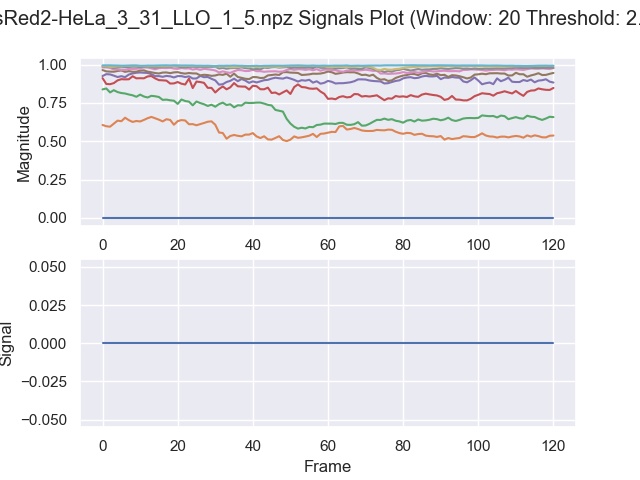 sRed2-HeLa_3_31_LLO_1_5.npz Signals Plot (Window: 20 Threshold: 2.
1.00
0.75
0.50
0.25
0.00
Magnitude
0 20 40 60 80 100 120
0.050
0.025
0.000
−0.025
−0.050
Signal
0 20 40 60 80 100 120
Frame